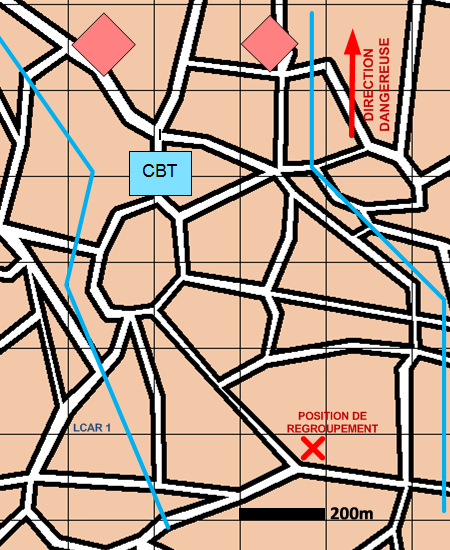 DIRECTION
DANGEREUSE
CBT
POSITION DE
REGROUPEMENT
LCAR 1
200m